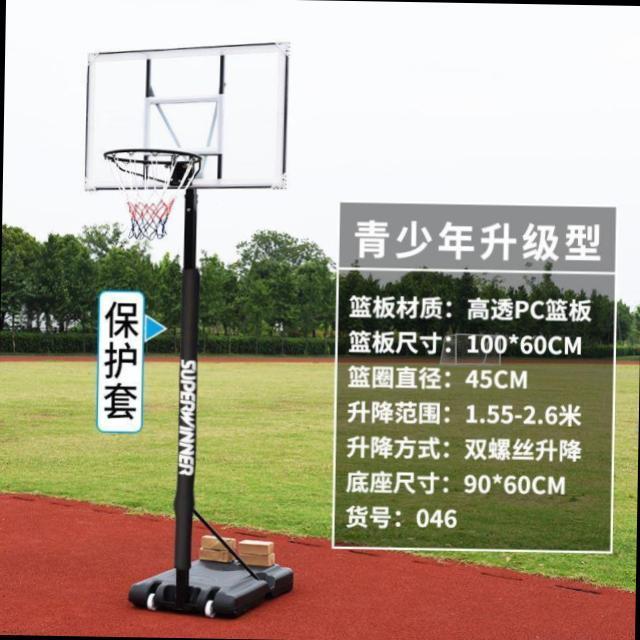 青少年升级型
篮板材质：高透PC篮板
篮板尺寸：100*60CM
篮圈直径：45CM
升降范围：1.55-2.6米
升降方式：双螺丝升降
底座尺寸：90*60CM
货号：046
保护套
SUPERWINNER